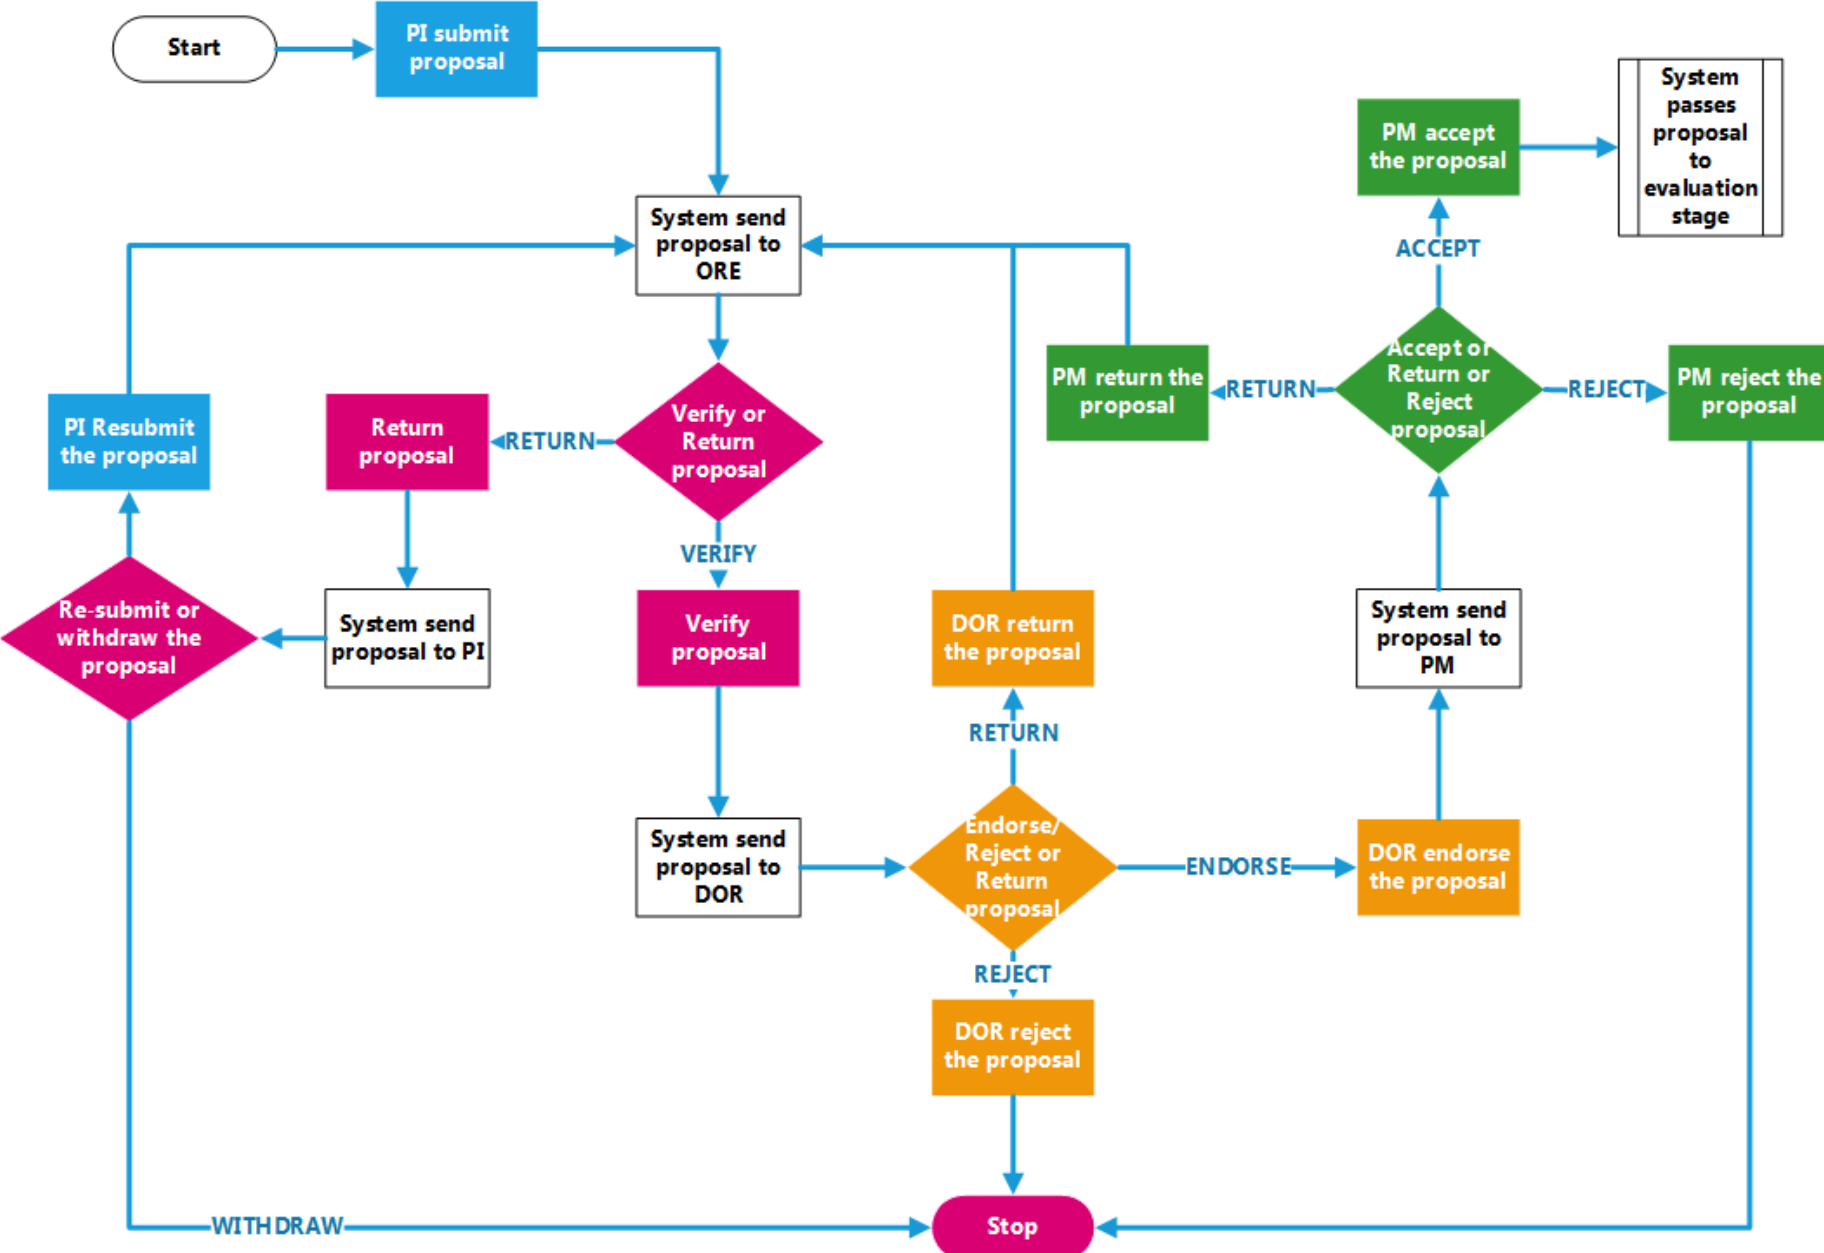 Start
PI submit
proposal
System send
proposal to
ORE
PM accept
the proposal
System
passes
proposal
to
evaluation
stage
ACCEPT
PI Resubmit
the proposal
Return
proposal
RETURN
Verify or
Return
proposal
PM return the
proposal
RETURN
Accept or
Return or
Reject
proposal
REJECT
PM reject the
proposal
VERIFY
Re-submit or
withdraw the
proposal
System send
proposal to PI
Verify
proposal
DOR return
the proposal
System send
proposal to
PM
RETURN
System send
proposal to
DOR
Endorse/
Reject or
Return
proposal
ENDORSE
DOR endorse
the proposal
REJECT
DOR reject
the proposal
WITHDRAW
Stop